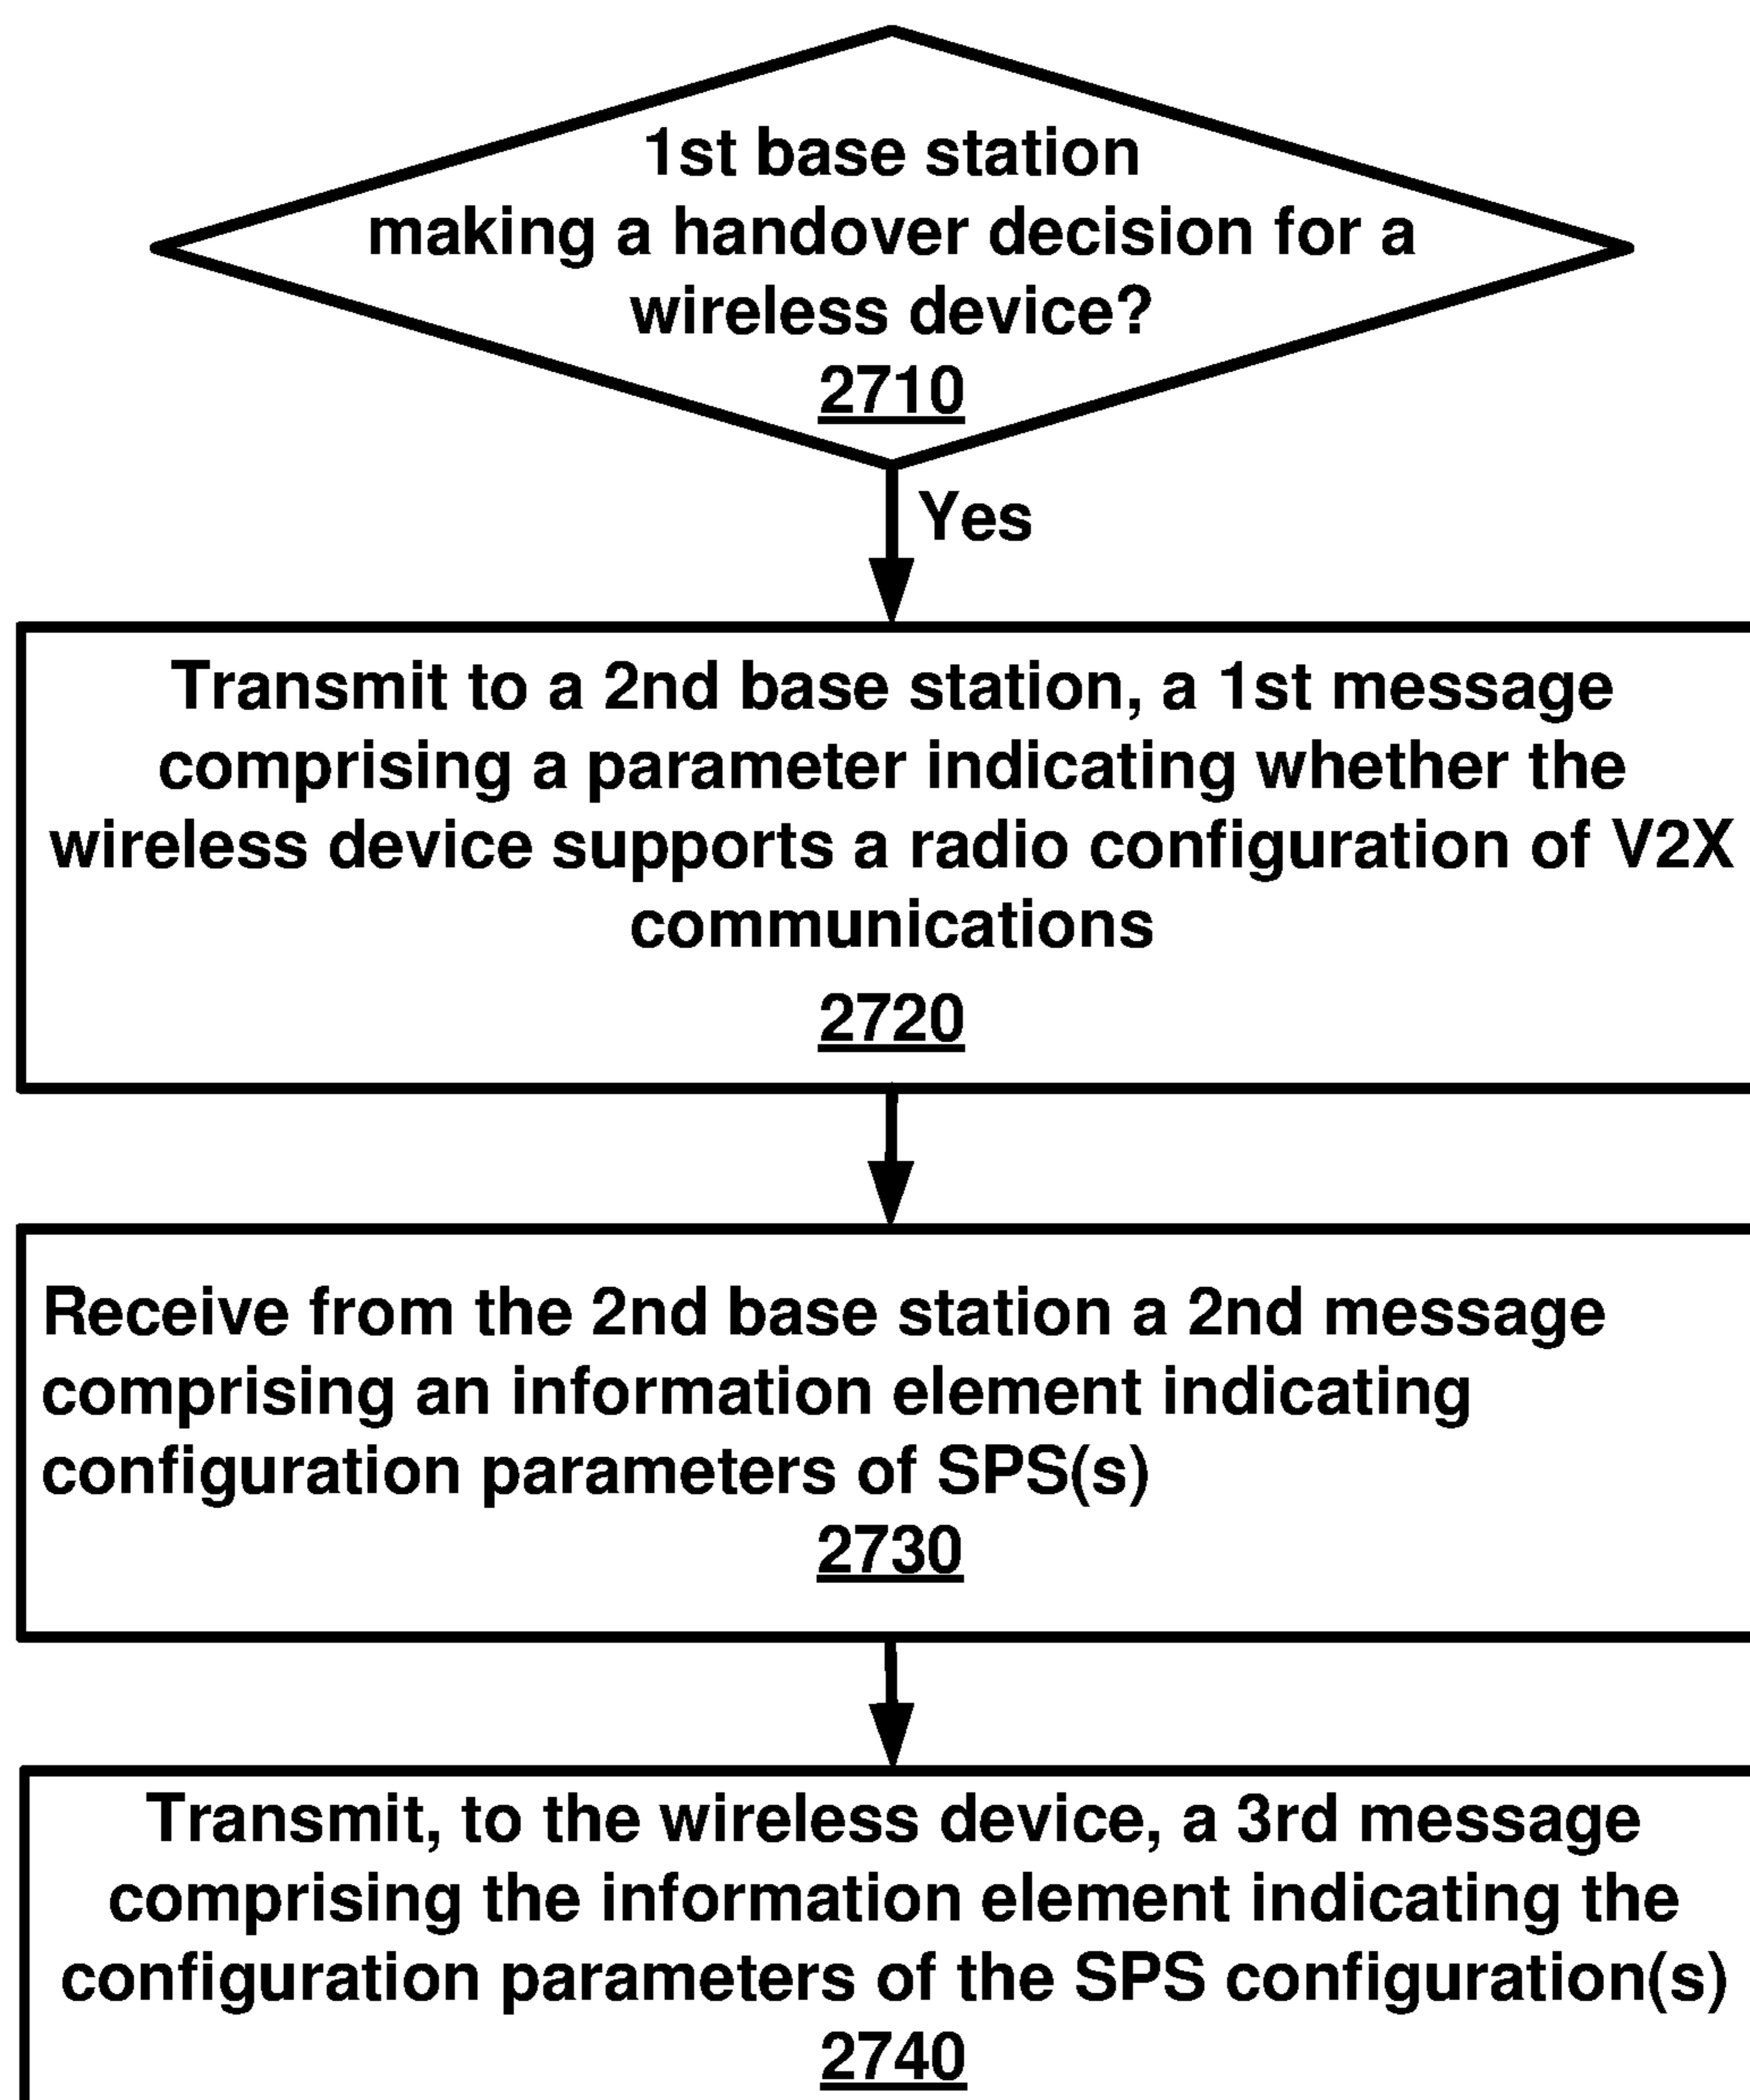 1st base station
making a handover decision for a
wireless device?
2710
Yes
Transmit to a 2nd base station, a 1st message
comprising a parameter indicating whether the
wireless device supports a radio configuration of V2X
communications
2720
Receive from the 2nd base station a 2nd message
comprising an information element indicating
configuration parameters of SPS(s)
2730
Transmit, to the wireless device, a 3rd message
comprising the information element indicating the
configuration parameters of the SPS configuration(s)
2740